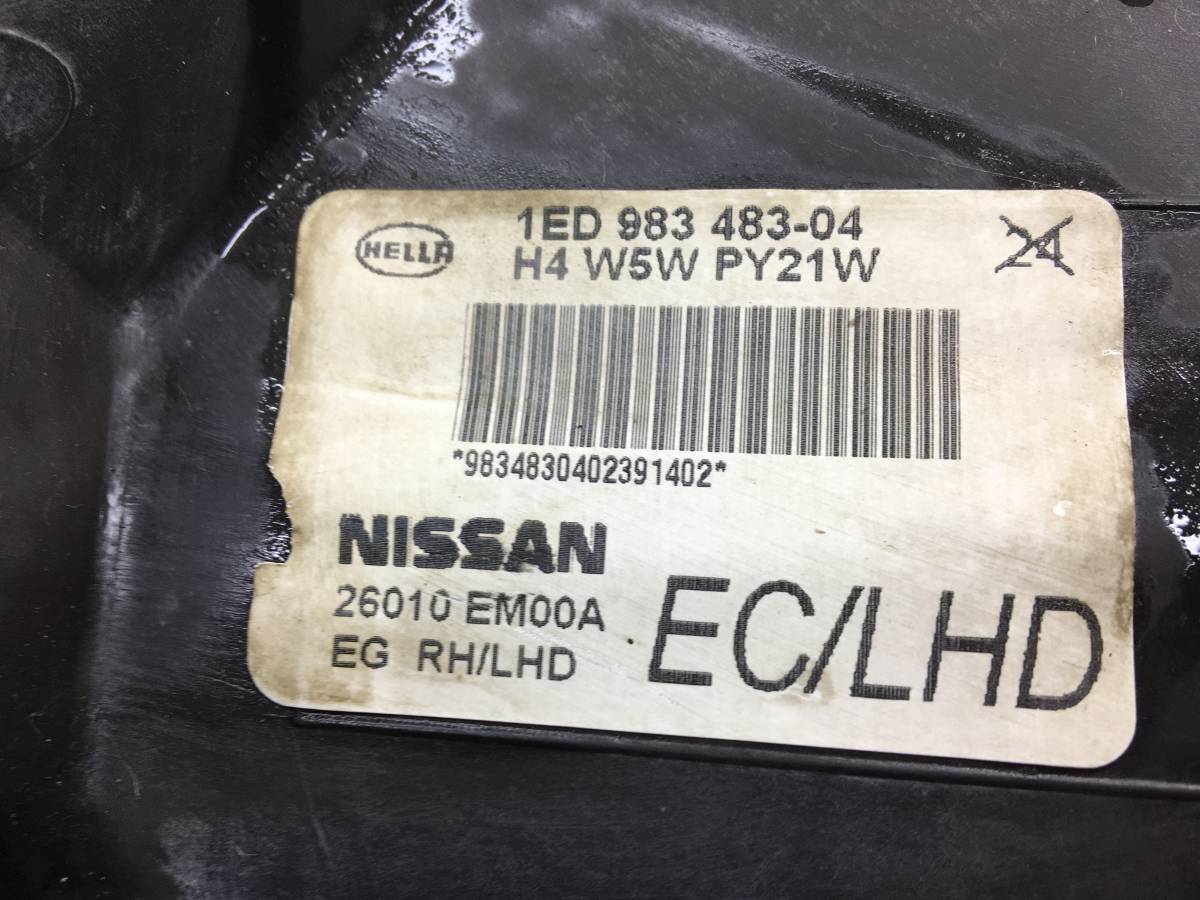 HELLA
1ED 983 483-04
H4 W5W PY21W
24
*9834830402391402*
NISSAN
26010 EM00A
EG RH/LHD
EC/LHD